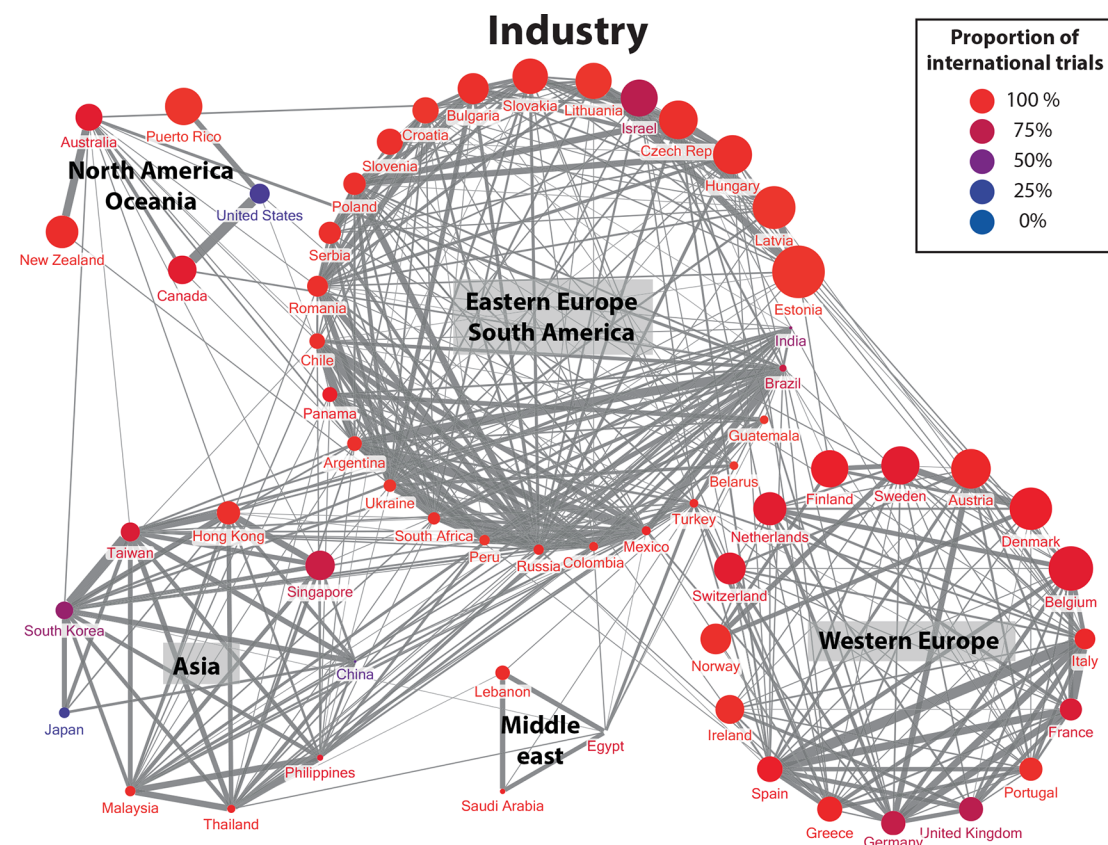 Industry
Proportion of
international trials
100 %
75%
50%
25%
0%
Australia
Puerto Rico
North America
Oceania
United States
New Zealand
Canada
Slovakia
Lithuania
Bulgaria
Israel
Croatia
Czech Rep
Slovenia
Hungary
Poland
Latvia
Serbia
Romania
Estonia
Eastern Europe
South America
India
Chile
Brazil
Panama
Guatemala
Argentina
Belarus
Ukraine
Turkey
South Africa
Peru
Russia
Colombia
Mexico
Taiwan
Hong Kong
Singapore
South Korea
Asia
China
Japan
Philippines
Malaysia
Thailand
Lebanon
Middle
east
Egypt
Saudi Arabia
Finland
Sweden
Austria
Netherlands
Denmark
Switzerland
Belgium
Western Europe
Norway
Italy
Ireland
France
Spain
Portugal
Greece
Germany
United Kingdom